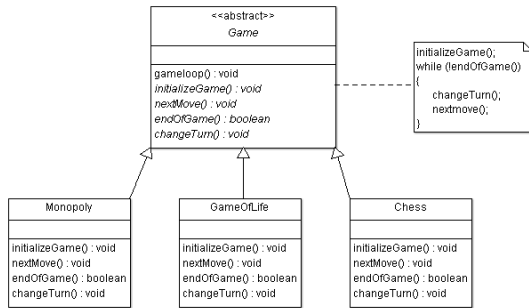 <<abstract>>
Game
gameloop() : void
initializeGame() : void
nextMove() : void
endOfGame() : boolean
changeTurn() : void
initializeGame();
while (!endOfGame())
{
changeTurn();
nextmove();
}
Monopoly
initializeGame() : void
nextMove() : void
endOfGame() : boolean
changeTurn() : void
GameOfLife
initializeGame() : void
nextMove() : void
endOfGame() : boolean
changeTurn() : void
Chess
initializeGame() : void
nextMove() : void
endOfGame() : boolean
changeTurn() : void